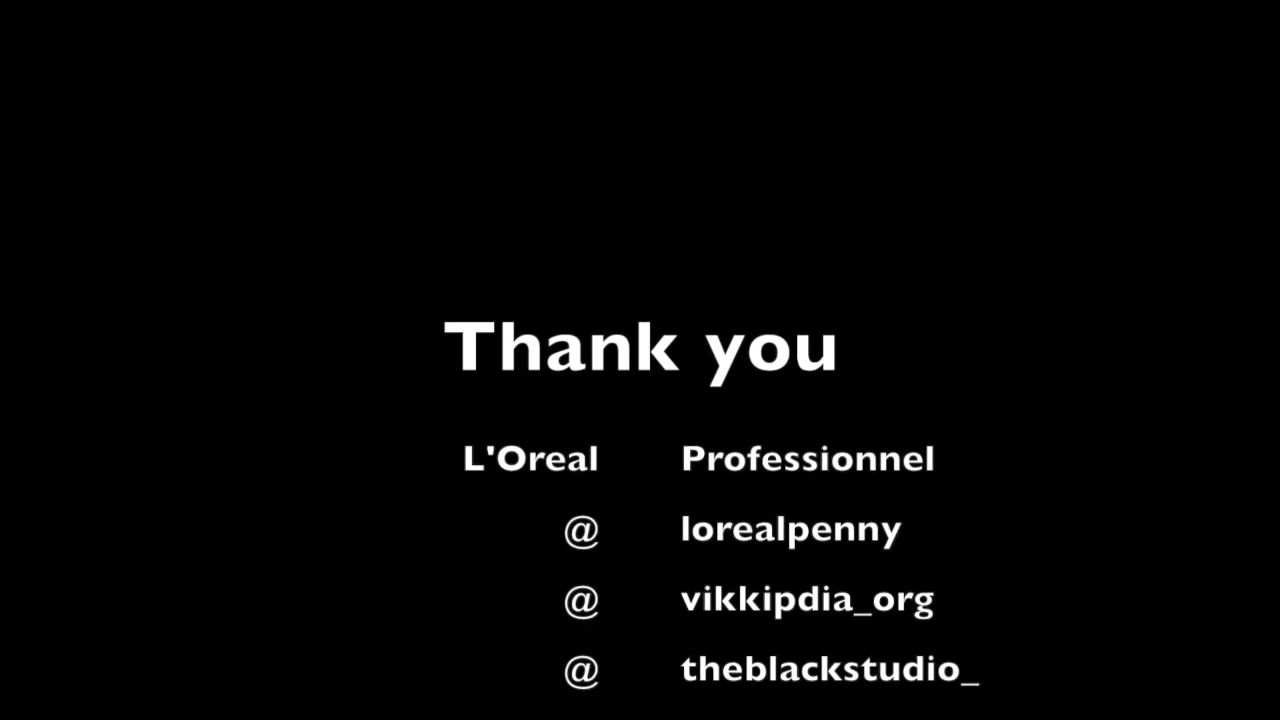 Thank you
L'Oreal Professionnel
@ lorealpenny
@ vikkipdia_org
@ theblackstudio_